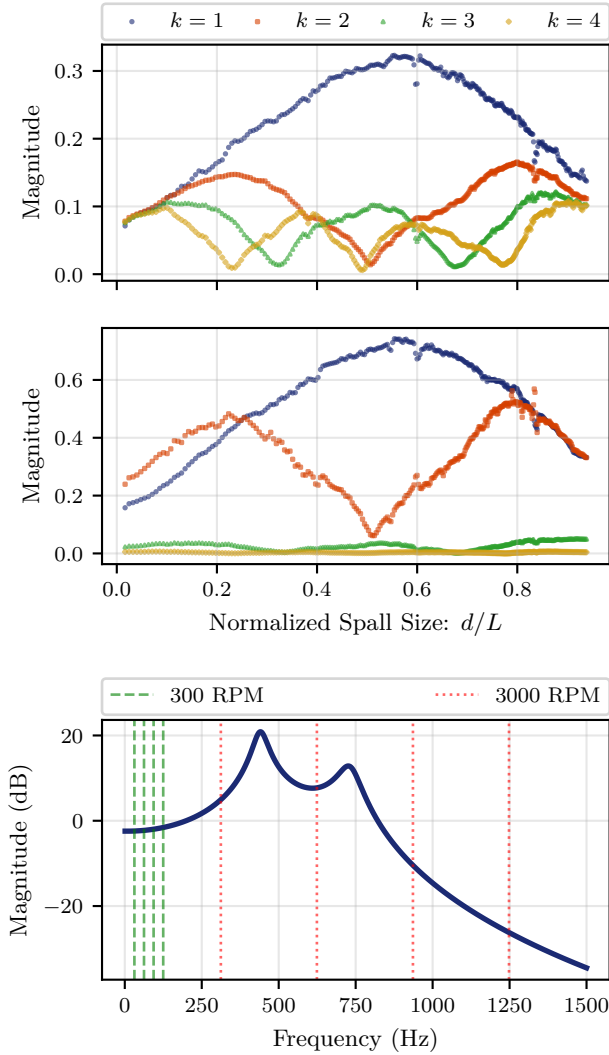 k = 1 k = 2 k = 3 k = 4
0.3
0.2
0.1
0.0
Magnitude
0.6
0.4
0.2
0.0
Magnitude
0.0 0.2 0.4 0.6 0.8
Normalized Spall Size: d/L
300 RPM 3000 RPM
20
0
−20
Magnitude (dB)
0 250 500 750 1000 1250 1500
Frequency (Hz)